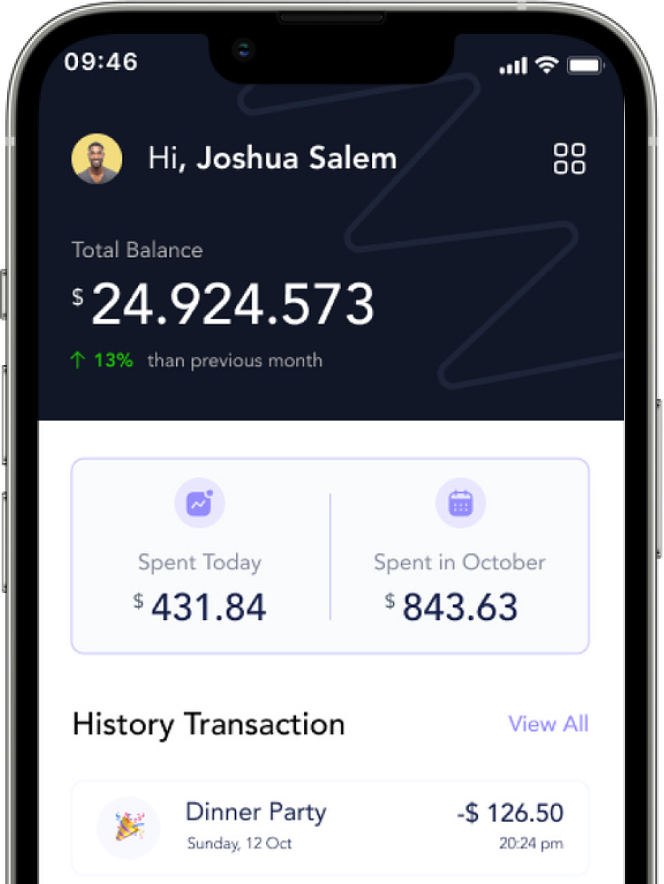 09:46
Hi, Joshua Salem
Total Balance
$ 24.924.573
↑ 13% than previous month
Spent Today
$ 431.84
Spent in October
$ 843.63
History Transaction
View All
Dinner Party
-$ 126.50
Sunday, 12 Oct
20:24 pm